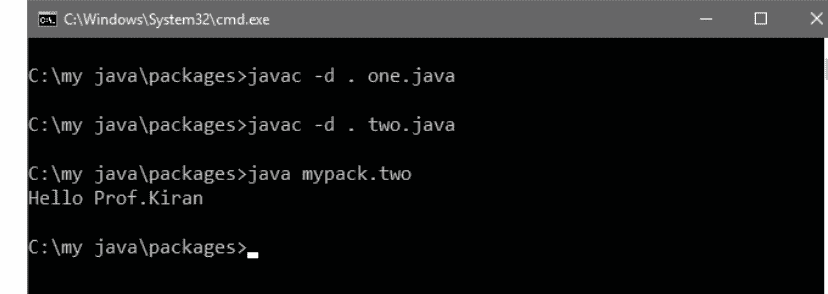 C:\Windows\System32\cmd.exe
C:\my java\packages>javac -d . one.java
C:\my java\packages>javac -d . two.java
C:\my java\packages>java mypack.two
Hello Prof.Kiran
C:\my java\packages>